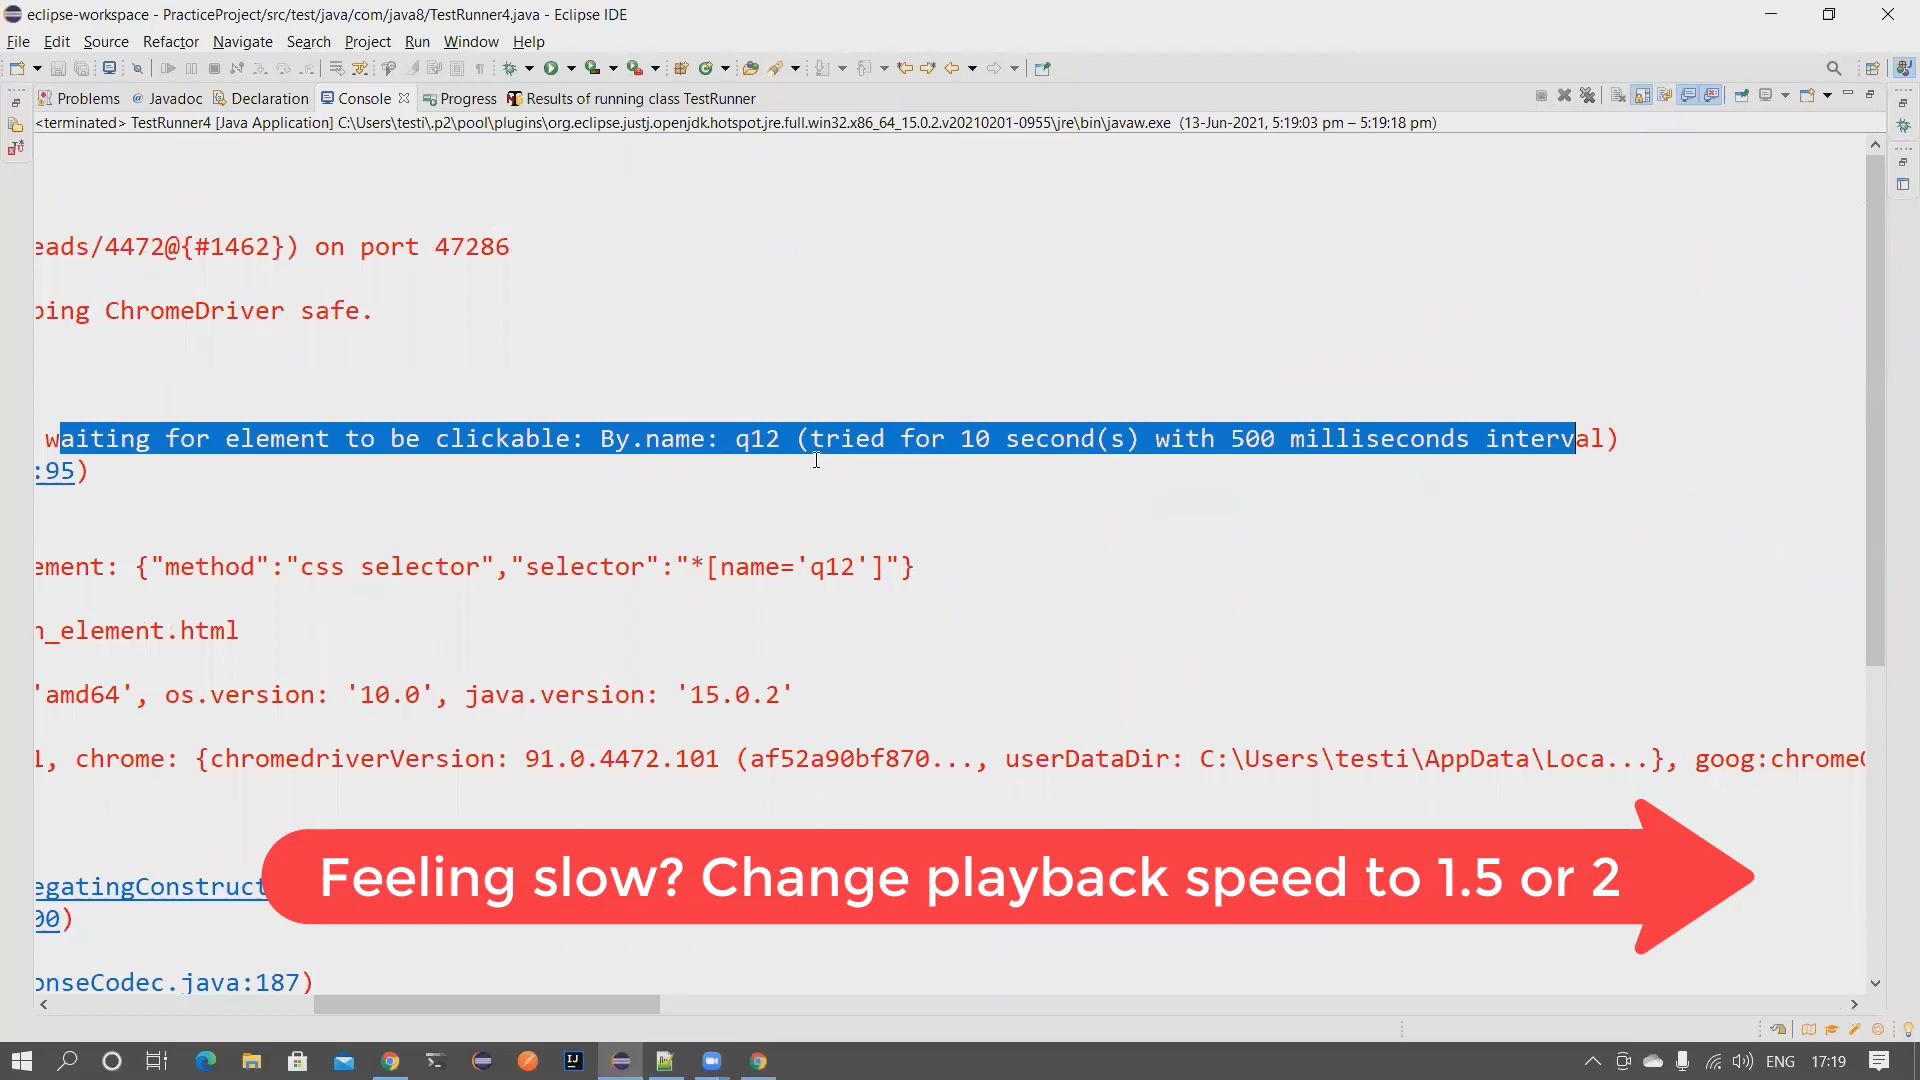 eclipse-workspace - PracticeProject/src/test/java/com/java8/TestRunner4.java - Eclipse IDE
File Edit Source Refactor Navigate Search Project Run Window Help
Problems @ Javadoc Declaration Console Progress Results of running class TestRunner
<terminated> TestRunner4 [Java Application] C:\Users\testi\.p2\pool\plugins\org.eclipse.justj.openjdk.hotspot.jre.full.win32.x86_64_15.0.2.v20210201-0955\jre\bin\javaw.exe (13-Jun-2021, 5:19:03 pm – 5:19:18 pm)
eads/4472@{#1462}) on port 47286
ping ChromeDriver safe.
waiting for element to be clickable: By.name: q12 (tried for 10 second(s) with 500 milliseconds interval)
:95)
ement: {"method":"css selector","selector":"*[name='q12']"}
n_element.html
'amd64', os.version: '10.0', java.version: '15.0.2'
1, chrome: {chromedriverVersion: 91.0.4472.101 (af52a90bf870..., userDataDir: C:\Users\testi\AppData\Loca...}, goog:chromeO
Feeling slow? Change playback speed to 1.5 or 2
egatingConstruct
00)
onseCodec.java:187)
IJ
ENG 17:19